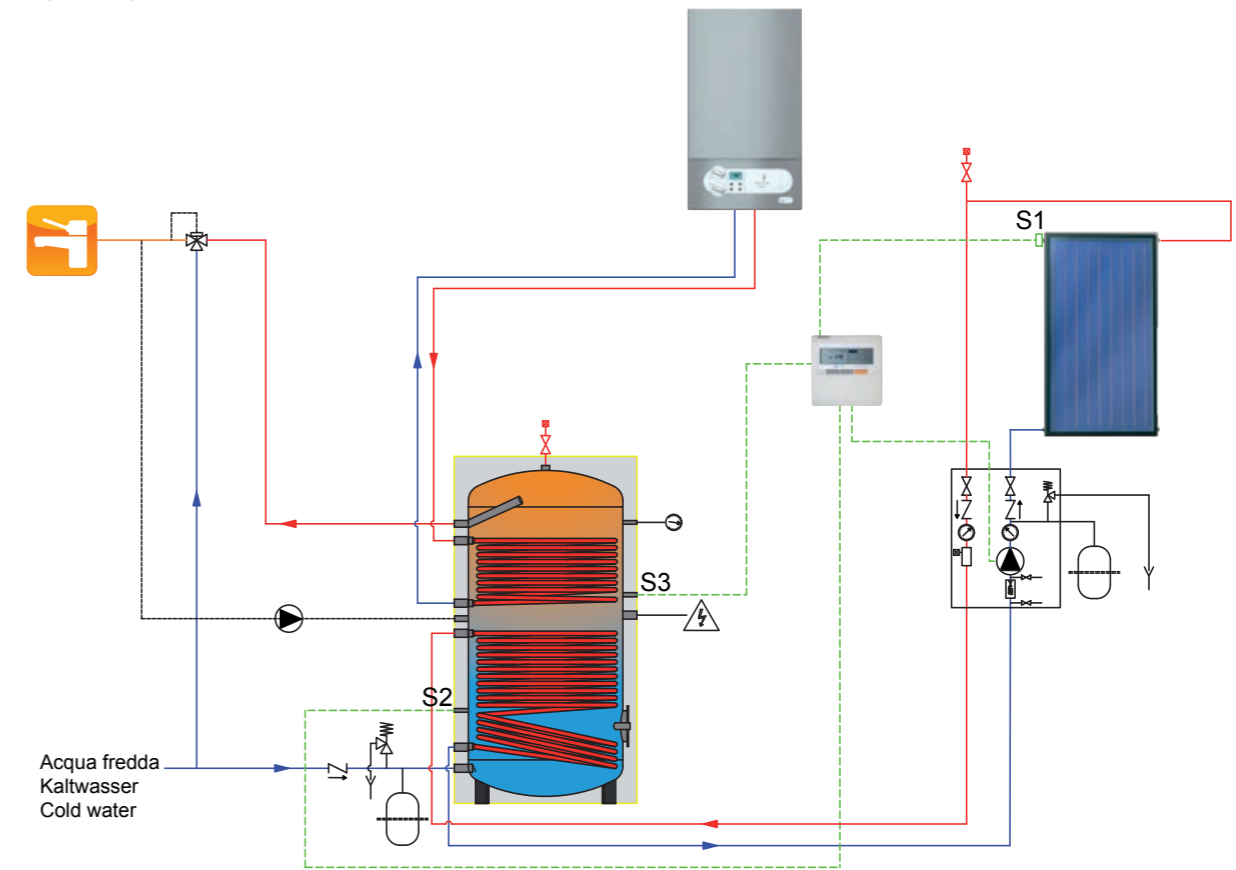 S1
S3
S2
Acqua fredda
Kaltwasser
Cold water